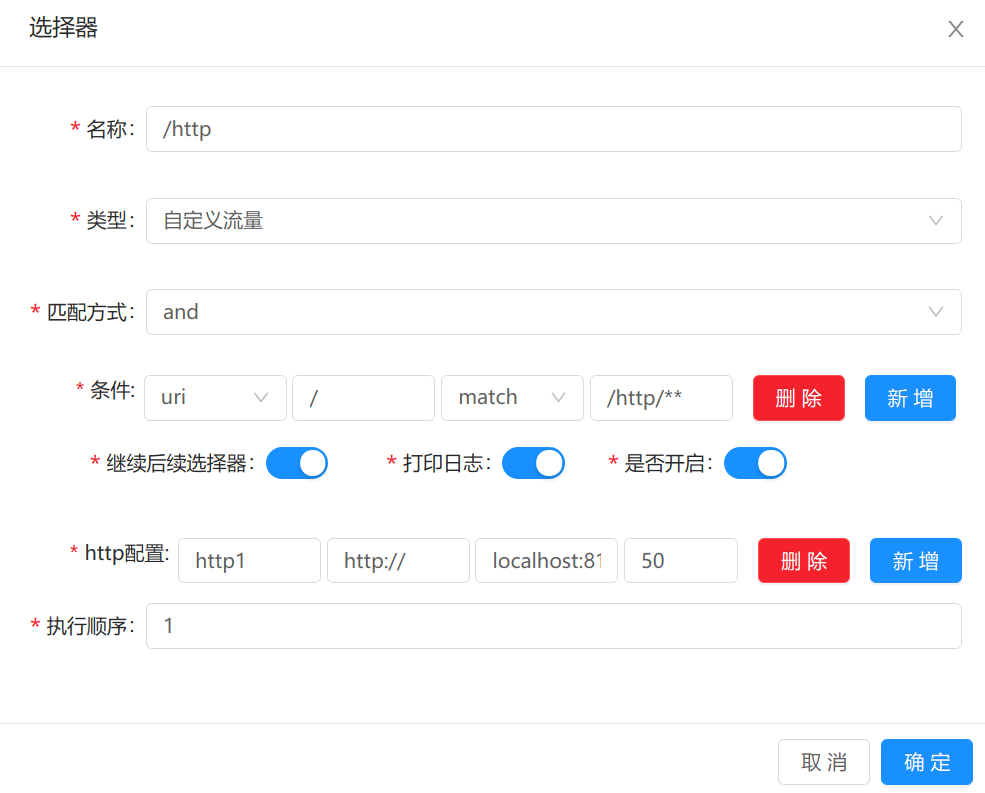 选择器
* 名称: /http
* 类型: 自定义流量
* 匹配方式: and
* 条件: uri / match /http/** 删 除 新 增
* 继续后续选择器: * 打印日志: * 是否开启:
* http配置: http1 http:// localhost:81 50 删 除 新 增
* 执行顺序: 1
取 消 确 定